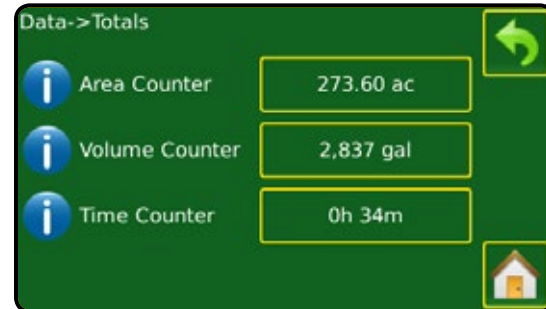 Data->Totals
Area Counter 273.60 ac
Volume Counter 2,837 gal
Time Counter 0h 34m